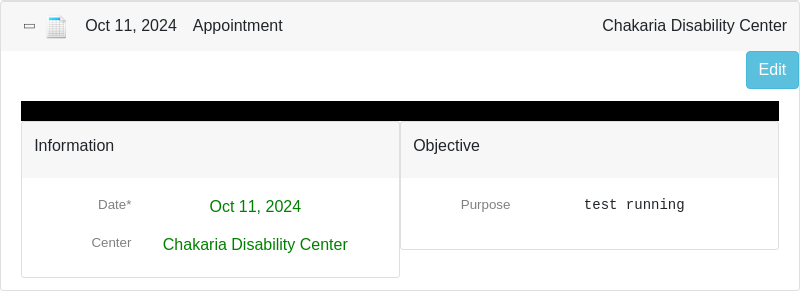 Oct 11, 2024 Appointment Chakaria Disability Center
Edit
Information
Date* Oct 11, 2024
Center Chakaria Disability Center
Objective
Purpose test running